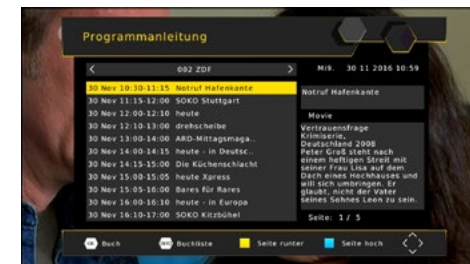 Programmanleitung
< 002 ZDF > Mi9. 30 11 2016 10:59
30 Nov 10:30-11:15 Notruf Hafenkante
30 Nov 11:15-12:00 SOKO Stuttgart
30 Nov 12:00-12:10 heute
30 Nov 12:10-13:00 drehscheibe
30 Nov 13:00-14:00 ARD-Mittagsmaga..
30 Nov 14:00-14:15 heute - in Deutsc..
30 Nov 14:15-15:00 Die Küchenschlacht
30 Nov 15:00-15:05 heute Xpress
30 Nov 15:05-16:00 Bares für Rares
30 Nov 16:00-16:10 heute - in Europa
30 Nov 16:10-17:00 SOKO Kitzbühel
Notruf Hafenkante
Movie
Vertrauensfrage
Krimiserie,
Deutschland 2008
Peter Groß steht nach
einem heftigen Streit mit
seiner Frau Lisa auf dem
Dach eines Hochhauses und
will sich umbringen. Er
glaubt, nicht der Vater
seines Sohnes Leon zu sein.
Seite: 1 / 5
OK Buch Buchliste Seite runter Seite hoch